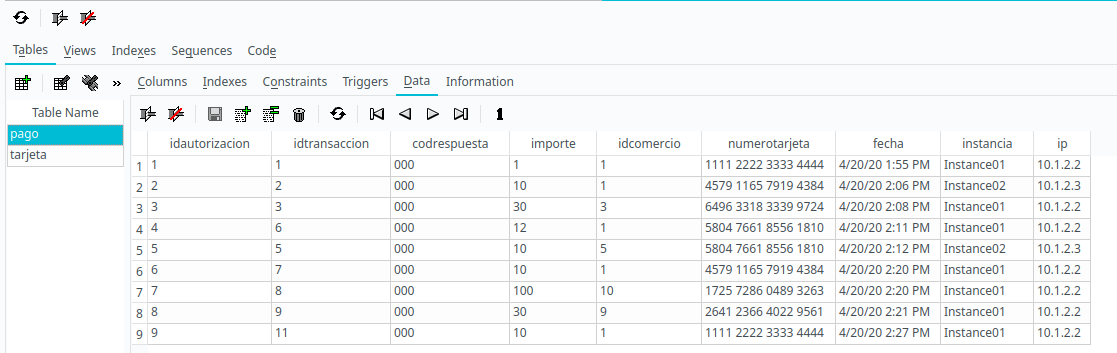 Tables Views Indexes Sequences Code
» Columns Indexes Constraints Triggers Data Information
Table Name
pago
tarjeta
1
idautorizacion idtransaccion codrespuesta importe idcomercio numerotarjeta fecha instancia ip
1 1 1 000 1 1 1111 2222 3333 4444 4/20/20 1:55 PM Instance01 10.1.2.2
2 2 2 000 10 1 4579 1165 7919 4384 4/20/20 2:06 PM Instance02 10.1.2.3
3 3 3 000 30 3 6496 3318 3339 9724 4/20/20 2:08 PM Instance01 10.1.2.2
4 4 6 000 12 1 5804 7661 8556 1810 4/20/20 2:11 PM Instance01 10.1.2.2
5 5 5 000 10 5 5804 7661 8556 1810 4/20/20 2:12 PM Instance02 10.1.2.3
6 6 7 000 10 1 4579 1165 7919 4384 4/20/20 2:20 PM Instance01 10.1.2.2
7 7 8 000 100 10 1725 7286 0489 3263 4/20/20 2:20 PM Instance01 10.1.2.2
8 8 9 000 30 9 2641 2366 4022 9561 4/20/20 2:21 PM Instance01 10.1.2.2
9 9 11 000 10 1 1111 2222 3333 4444 4/20/20 2:27 PM Instance01 10.1.2.2